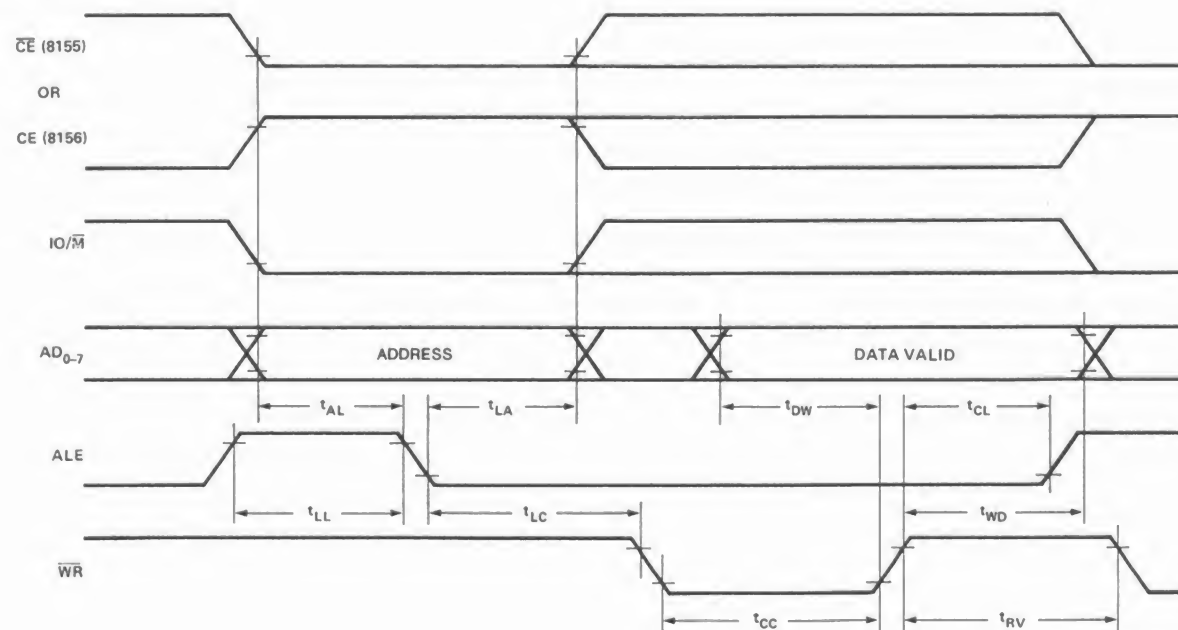 CE (8155)
OR
CE (8156)
IO/M
AD0–7
ADDRESS
DATA VALID
tAL
tLA
tDW
tCL
ALE
tLL
tLC
tWD
WR
tCC
tRV